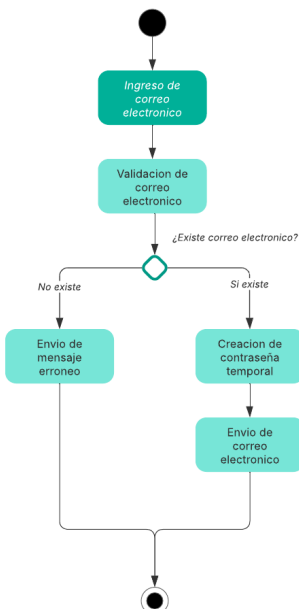 Ingreso de
correo
electronico
Validacion de
correo
electronico
¿Existe correo electronico?
No existe
Si existe
Envio de
mensaje
erroneo
Creacion de
contraseña
temporal
Envio de
correo
electronico